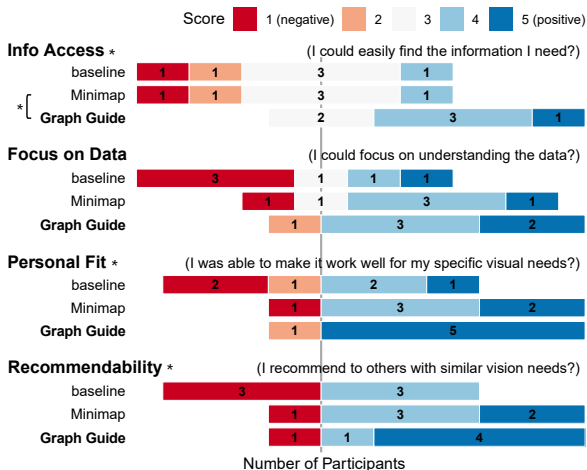 Score 1 (negative) 2 3 4 5 (positive)
Info Access * (I could easily find the information I need?)
baseline 1 1 3 1
Minimap 1 1 3 1
*
Graph Guide 2 3 1
Focus on Data (I could focus on understanding the data?)
baseline 3 1 1 1
Minimap 1 1 3 1
Graph Guide 1 3 2
Personal Fit * (I was able to make it work well for my specific visual needs?)
baseline 2 1 2 1
Minimap 1 3 2
Graph Guide 1 5
Recommendability * (I recommend to others with similar vision needs?)
baseline 3 3
Minimap 1 3 2
Graph Guide 1 1 4
Number of Participants